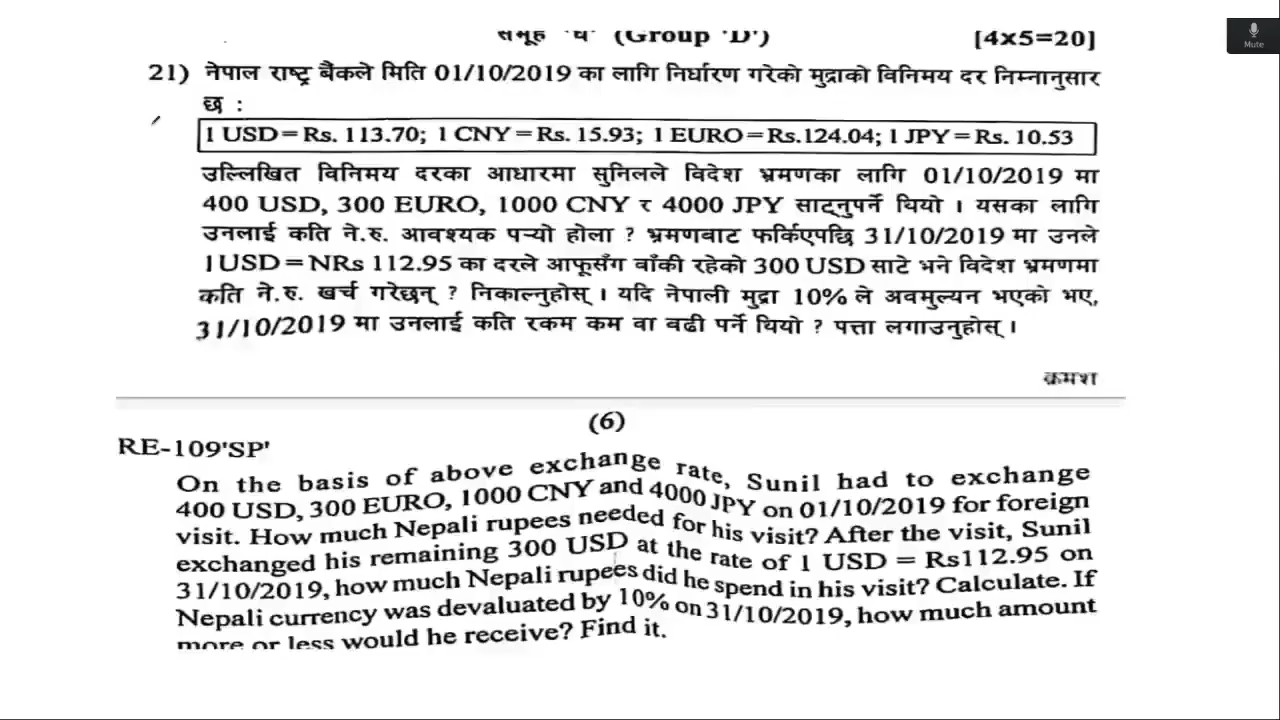 समूह 'घ' (Group 'D') [4x5=20]
Mute
21) नेपाल राष्ट्र बैंकले मिति 01/10/2019 का लागि निर्धारण गरेको मुद्राको विनिमय दर निम्नानुसार
छ :
1 USD = Rs. 113.70; 1 CNY = Rs. 15.93; 1 EURO = Rs.124.04; 1 JPY = Rs. 10.53
उल्लिखित विनिमय दरका आधारमा सुनिलले विदेश भ्रमणका लागि 01/10/2019 मा
400 USD, 300 EURO, 1000 CNY र 4000 JPY साट्नुपर्ने थियो । यसका लागि
उनलाई कति ने.रु. आवश्यक पऱ्यो होला ? भ्रमणबाट फर्किएपछि 31/10/2019 मा उनले
1USD = NRs 112.95 का दरले आफूसँग बाँकी रहेको 300 USD साटे भने विदेश भ्रमणमा
कति ने.रु. खर्च गरेछन् ? निकाल्नुहोस् । यदि नेपाली मुद्रा 10% ले अवमुल्यन भएको भए,
31/10/2019 मा उनलाई कति रकम कम वा बढी पर्ने थियो ? पत्ता लगाउनुहोस् ।
क्रमश
(6)
RE-109'SP'
On the basis of above exchange rate, Sunil had to exchange
400 USD, 300 EURO, 1000 CNY and 4000 JPY on 01/10/2019 for foreign
visit. How much Nepali rupees needed for his visit? After the visit, Sunil
exchanged his remaining 300 USD at the rate of 1 USD = Rs112.95 on
31/10/2019, how much Nepali rupees did he spend in his visit? Calculate. If
Nepali currency was devaluated by 10% on 31/10/2019, how much amount
more or less would he receive? Find it.